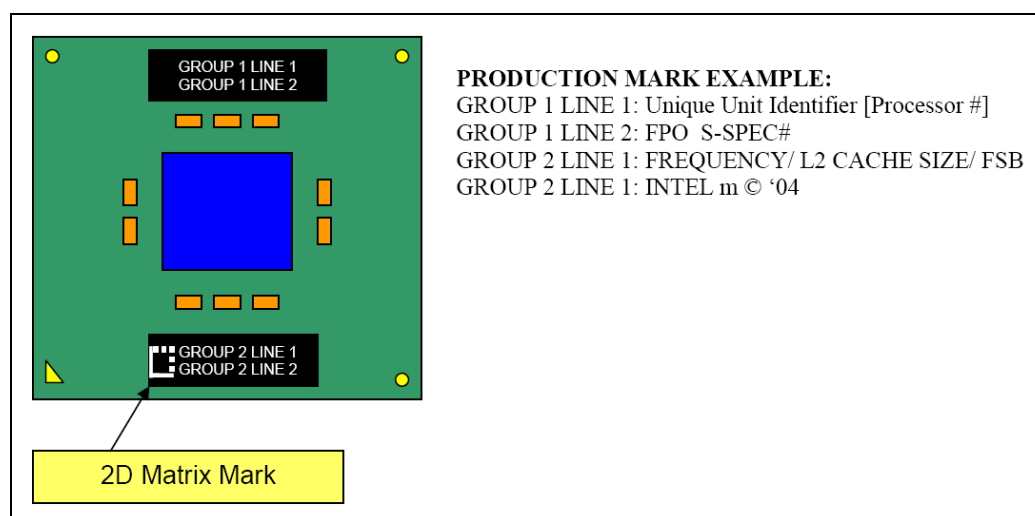 GROUP 1 LINE 1
GROUP 1 LINE 2
PRODUCTION MARK EXAMPLE:
GROUP 1 LINE 1: Unique Unit Identifier [Processor #]
GROUP 1 LINE 2: FPO S-SPEC#
GROUP 2 LINE 1: FREQUENCY/ L2 CACHE SIZE/ FSB
GROUP 2 LINE 1: INTEL m © ‘04
GROUP 2 LINE 1
GROUP 2 LINE 2
2D Matrix Mark